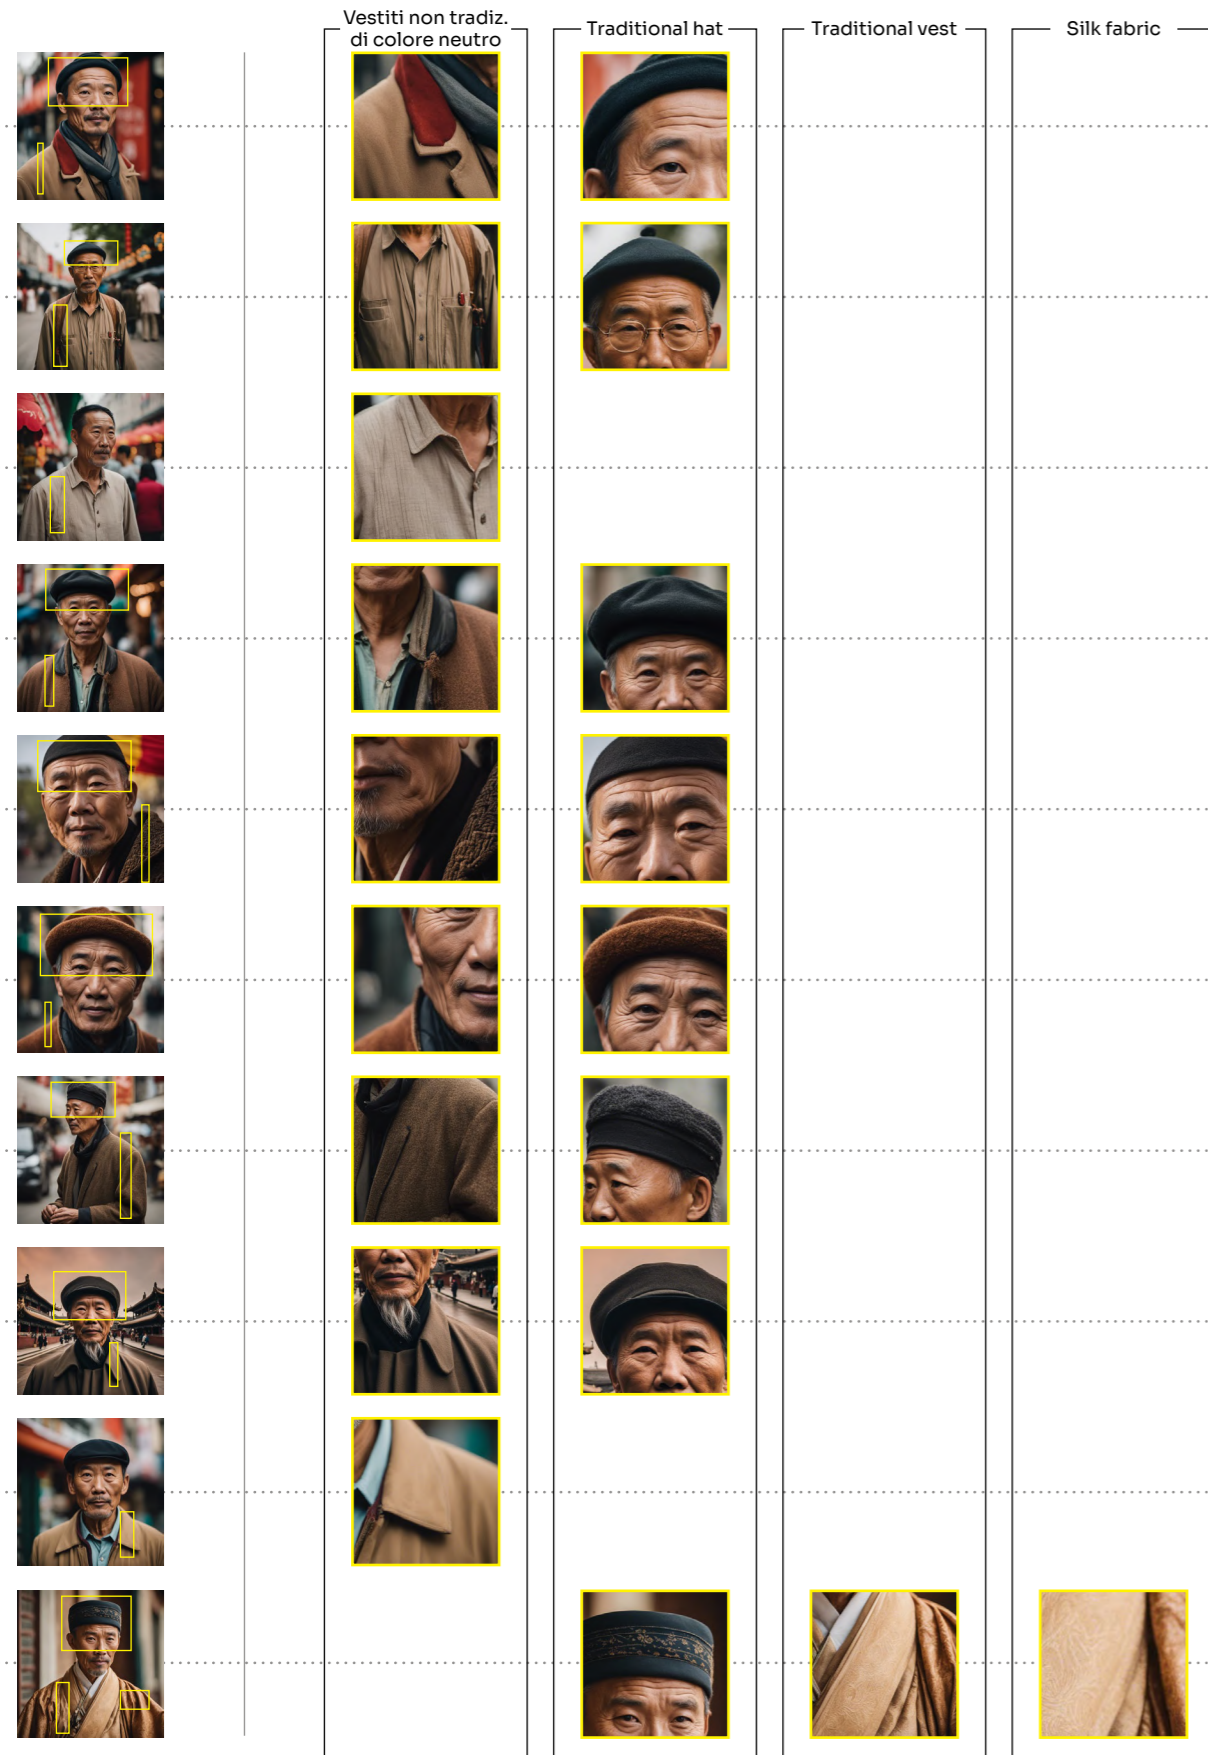 Vestiti non tradiz.
di colore neutro
Traditional hat
Traditional vest
Silk fabric